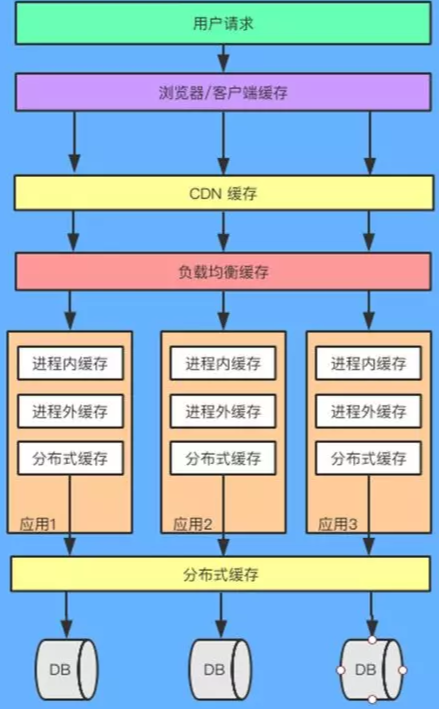 用户请求
浏览器/客户端缓存
CDN 缓存
负载均衡缓存
进程内缓存
进程外缓存
分布式缓存
应用1
进程内缓存
进程外缓存
分布式缓存
应用2
进程内缓存
进程外缓存
分布式缓存
应用3
分布式缓存
DB
DB
DB